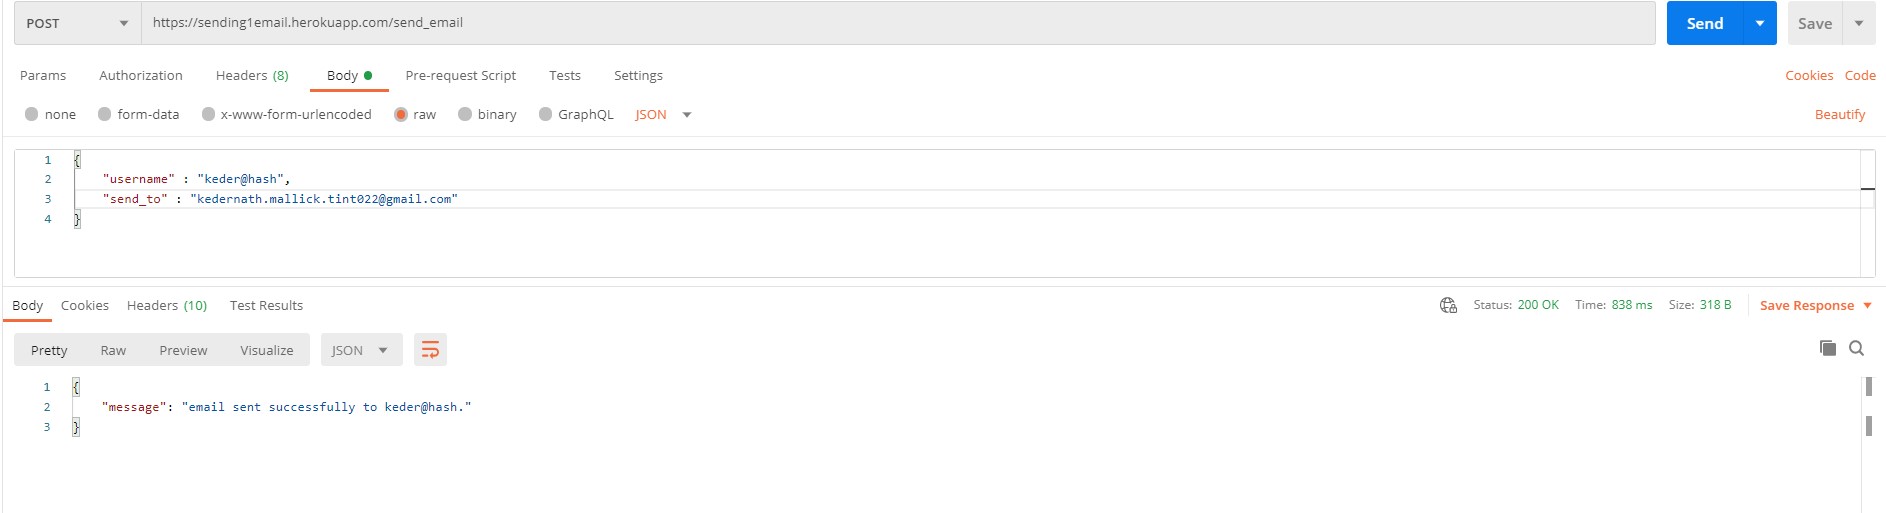 POST https://sending1email.herokuapp.com/send_email Send Save
Params Authorization Headers (8) Body Pre-request Script Tests Settings Cookies Code
none form-data x-www-form-urlencoded raw binary GraphQL JSON Beautify
1 {
2 "username" : "keder@hash",
3 "send_to" : "kedernath.mallick.tint022@gmail.com"
4 }
Body Cookies Headers (10) Test Results Status: 200 OK Time: 838 ms Size: 318 B Save Response
Pretty Raw Preview Visualize JSON
1 {
2 "message": "email sent successfully to keder@hash."
3 }